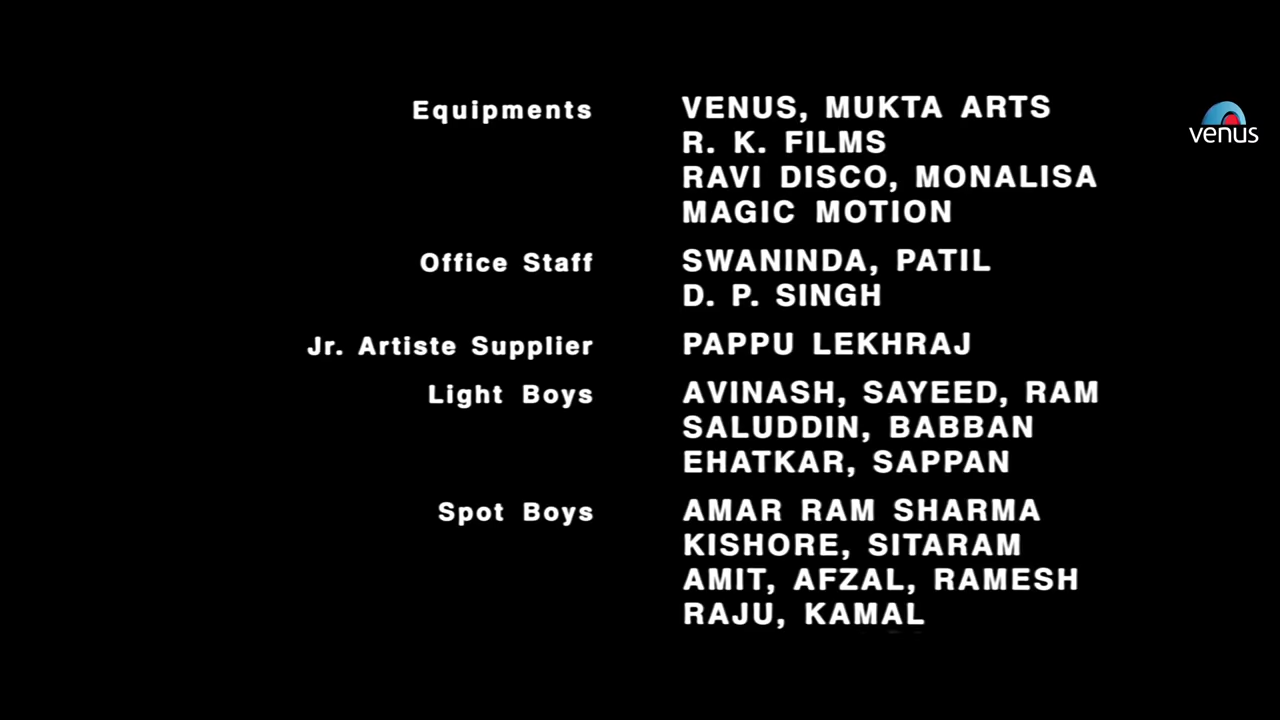 Equipments VENUS, MUKTA ARTS
R. K. FILMS
RAVI DISCO, MONALISA
MAGIC MOTION
Office Staff SWANINDA, PATIL
D. P. SINGH
Jr. Artiste Supplier PAPPU LEKHRAJ
Light Boys AVINASH, SAYEED, RAM
SALUDDIN, BABBAN
EHATKAR, SAPPAN
Spot Boys AMAR RAM SHARMA
KISHORE, SITARAM
AMIT, AFZAL, RAMESH
RAJU, KAMAL
venus